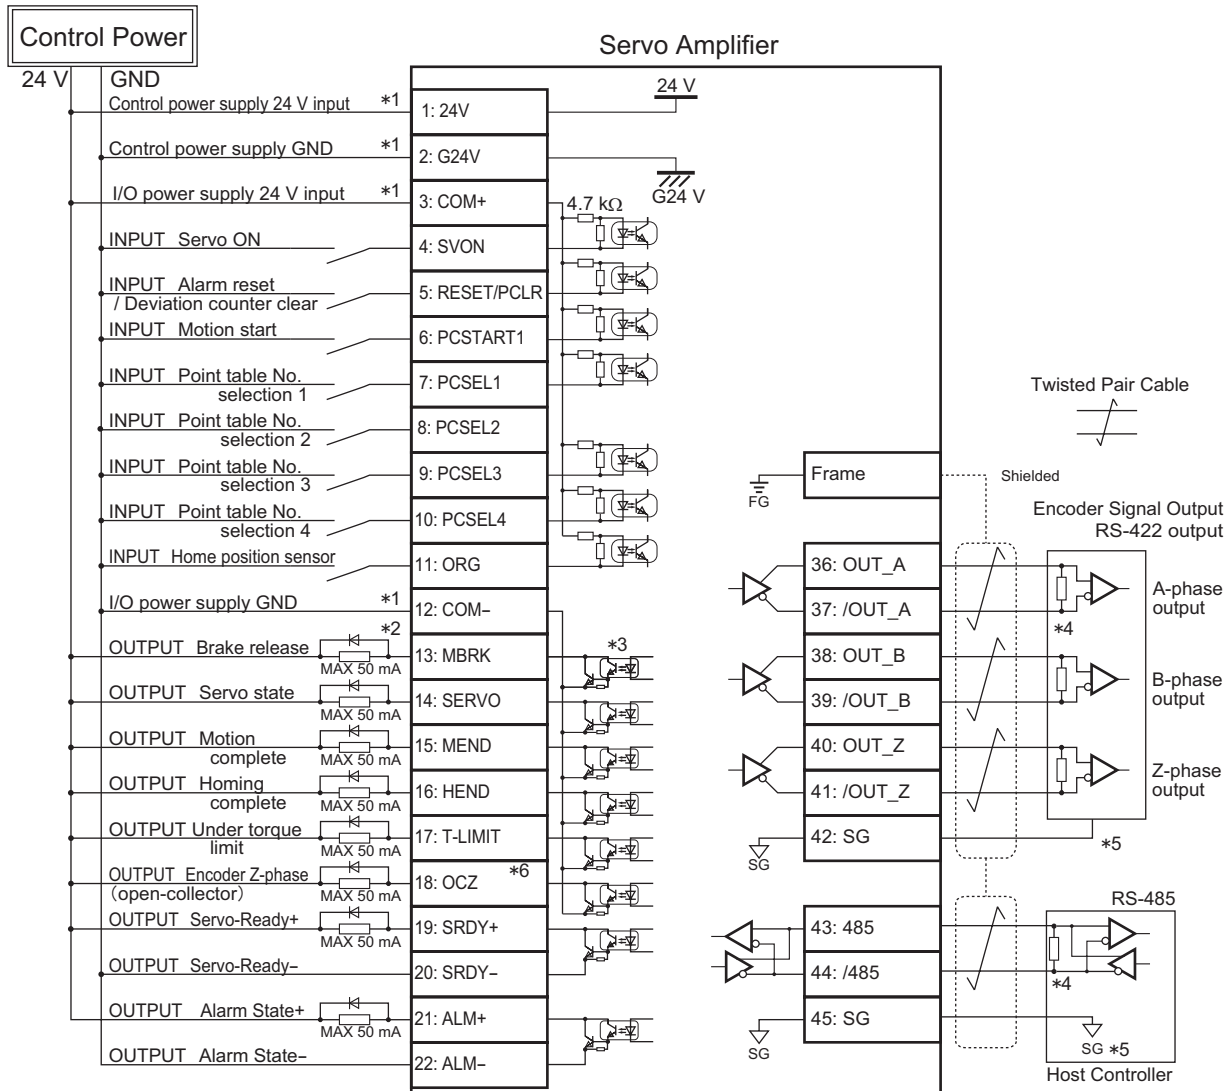 Control Power
Servo Amplifier
24 V
GND
24 V
Control power supply 24 V input *1
1: 24V
Control power supply GND *1
2: G24V
G24 V
I/O power supply 24 V input *1
3: COM+
4.7 kΩ
INPUT Servo ON
4: SVON
INPUT Alarm reset
/ Deviation counter clear
5: RESET/PCLR
INPUT Motion start
6: PCSTART1
INPUT Point table No.
selection 1
7: PCSEL1
INPUT Point table No.
selection 2
8: PCSEL2
INPUT Point table No.
selection 3
9: PCSEL3
INPUT Point table No.
selection 4
10: PCSEL4
INPUT Home position sensor
11: ORG
I/O power supply GND *1
12: COM−
*2
OUTPUT Brake release
MAX 50 mA
13: MBRK
*3
OUTPUT Servo state
MAX 50 mA
14: SERVO
OUTPUT Motion
complete
MAX 50 mA
15: MEND
OUTPUT Homing
complete
MAX 50 mA
16: HEND
OUTPUT Under torque
limit
MAX 50 mA
17: T-LIMIT
OUTPUT Encoder Z-phase
(open-collector)
MAX 50 mA
18: OCZ
*6
OUTPUT Servo-Ready+
MAX 50 mA
19: SRDY+
OUTPUT Servo-Ready−
20: SRDY−
OUTPUT Alarm State+
MAX 50 mA
21: ALM+
OUTPUT Alarm State−
22: ALM−
Twisted Pair Cable
Frame
FG
Shielded
Encoder Signal Output
RS-422 output
36: OUT_A
37: /OUT_A
*4
A-phase
output
38: OUT_B
39: /OUT_B
B-phase
output
40: OUT_Z
41: /OUT_Z
Z-phase
output
42: SG
SG
*5
RS-485
43: 485
44: /485
*4
45: SG
SG
SG *5
Host Controller